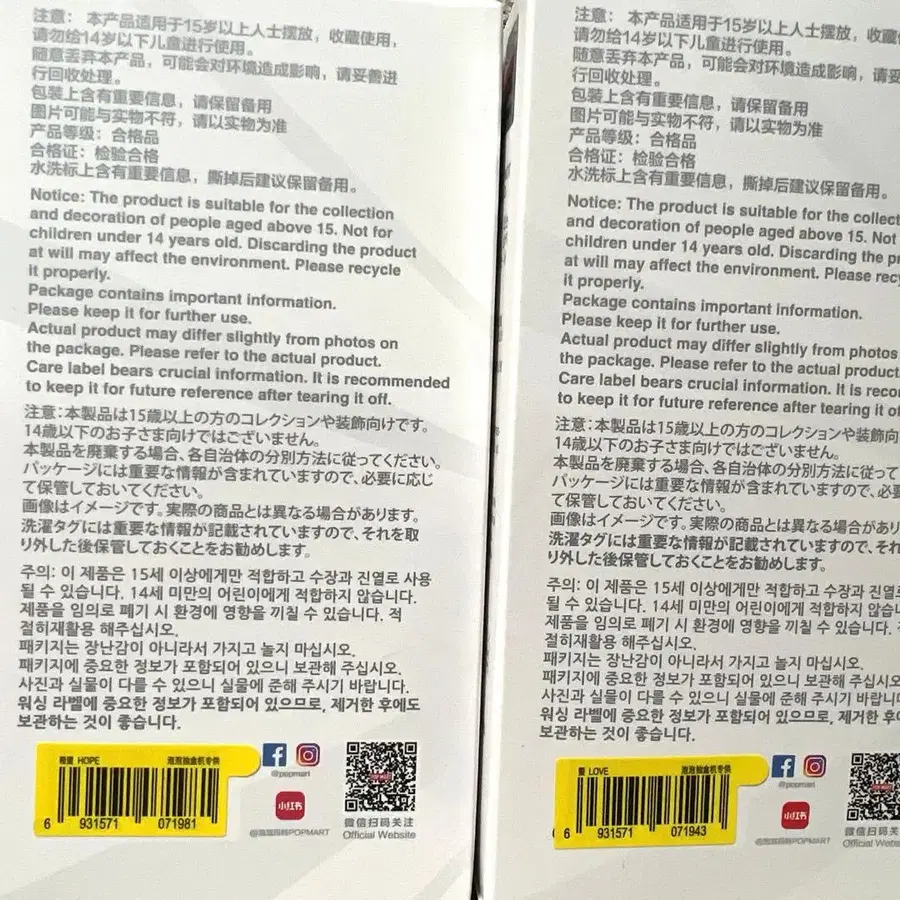 注意： 本产品适用于15岁以上人士摆放，收藏使用，
请勿给14岁以下儿童进行使用。
随意丢弃本产品，可能会对环境造成影响，请妥善进
行回收处理。
包装上含有重要信息，请保留备用
图片可能与实物不符，请以实物为准
产品等级：合格品
合格证：检验合格
水洗标上含有重要信息，撕掉后建议保留备用。
Notice: The product is suitable for the collection
and decoration of people aged above 15. Not for
children under 14 years old. Discarding the product
at will may affect the environment. Please recycle
it properly.
Package contains important information.
Please keep it for further use.
Actual product may differ slightly from photos on
the package. Please refer to the actual product.
Care label bears crucial information. It is recommended
to keep it for future reference after tearing it off.
注意：本製品は15歳以上の方のコレクションや装飾向けです。
14歳以下のお子さま向けではございません。
本製品を廃棄する場合、各自治体の分別方法に従ってください。
パッケージには重要な情報が含まれていますので、必要に応じ
て保管しておいてください。
画像はイメージです。実際の商品とは異なる場合があります。
洗濯タグには重要な情報が記載されていますので、それを取
り外した後保管しておくことをお勧めします。
주의: 이 제품은 15세 이상에게만 적합하고 수장과 진열로 사용
될 수 있습니다. 14세 미만의 어린이에게 적합하지 않습니다.
제품을 임의로 폐기 시 환경에 영향을 끼칠 수 있습니다. 적
절히재활용 해주십시오.
패키지는 장난감이 아니라서 가지고 놀지 마십시오.
패키지에 중요한 정보가 포함되어 있으니 보관해 주십시오.
사진과 실물이 다를 수 있으니 실물에 준해 주시기 바랍니다.
워싱 라벨에 중요한 정보가 포함되어 있으므로, 제거한 후에도
보관하는 것이 좋습니다.
HOPE 泡泡抽盒机专供
6 931571 071981
@popmart
小红书
@泡泡玛特POPMART
微信扫码关注
Official Website
注意： 本产品适用于15岁以上人士摆放，收藏
请勿给14岁以下儿童进行使用。
随意丢弃本产品，可能会对环境造成影响，请妥
行回收处理。
包装上含有重要信息，请保留备用
图片可能与实物不符，请以实物为准
产品等级：合格品
合格证：检验合格
水洗标上含有重要信息，撕掉后建议保留备用。
Notice: The product is suitable for the collect
and decoration of people aged above 15. Not
children under 14 years old. Discarding the pr
at will may affect the environment. Please recy
it properly.
Package contains important information.
Please keep it for further use.
Actual product may differ slightly from photos
the package. Please refer to the actual product
Care label bears crucial information. It is reco
to keep it for future reference after tearing it of
注意：本製品は15歳以上の方のコレクションや装飾向
14歳以下のお子さま向けではございません。
本製品を廃棄する場合、各自治体の分別方法に従って
パッケージには重要な情報が含まれていますので、必要
て保管しておいてください。
画像はイメージです。実際の商品とは異なる場合があり
洗濯タグには重要な情報が記載されていますので、それ
り外した後保管しておくことをお勧めします。
주의: 이 제품은 15세 이상에게만 적합하고 수장과 진열로
될 수 있습니다. 14세 미만의 어린이에게 적합하지 않습니
제품을 임의로 폐기 시 환경에 영향을 끼칠 수 있습니다.
절히재활용 해주십시오.
패키지는 장난감이 아니라서 가지고 놀지 마십시오.
패키지에 중요한 정보가 포함되어 있으니 보관해 주십시오
사진과 실물이 다를 수 있으니 실물에 준해 주시기 바랍니
워싱 라벨에 중요한 정보가 포함되어 있으므로, 제거한 후에
보관하는 것이 좋습니다.
爱 LOVE 泡泡抽盒机专供
6 931571 071943
@popmart
小红书
@泡泡玛特POPMART
微信扫码关注
Official Website